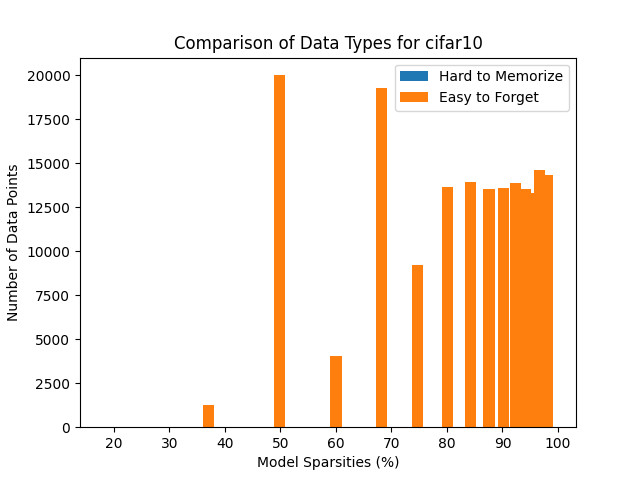 Comparison of Data Types for cifar10
Hard to Memorize
Easy to Forget
Number of Data Points
20000
17500
15000
12500
10000
7500
5000
2500
0
20 30 40 50 60 70 80 90 100
Model Sparsities (%)